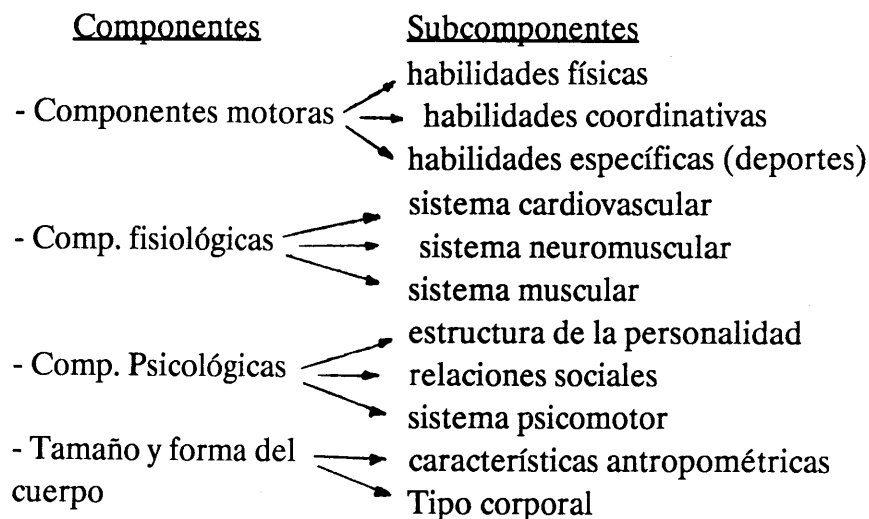 Componentes Subcomponentes
habilidades físicas
- Componentes motoras habilidades coordinativas
habilidades específicas (deportes)
sistema cardiovascular
- Comp. fisiológicas sistema neuromuscular
sistema muscular
estructura de la personalidad
- Comp. Psicológicas relaciones sociales
sistema psicomotor
- Tamaño y forma del características antropométricas
cuerpo Tipo corporal